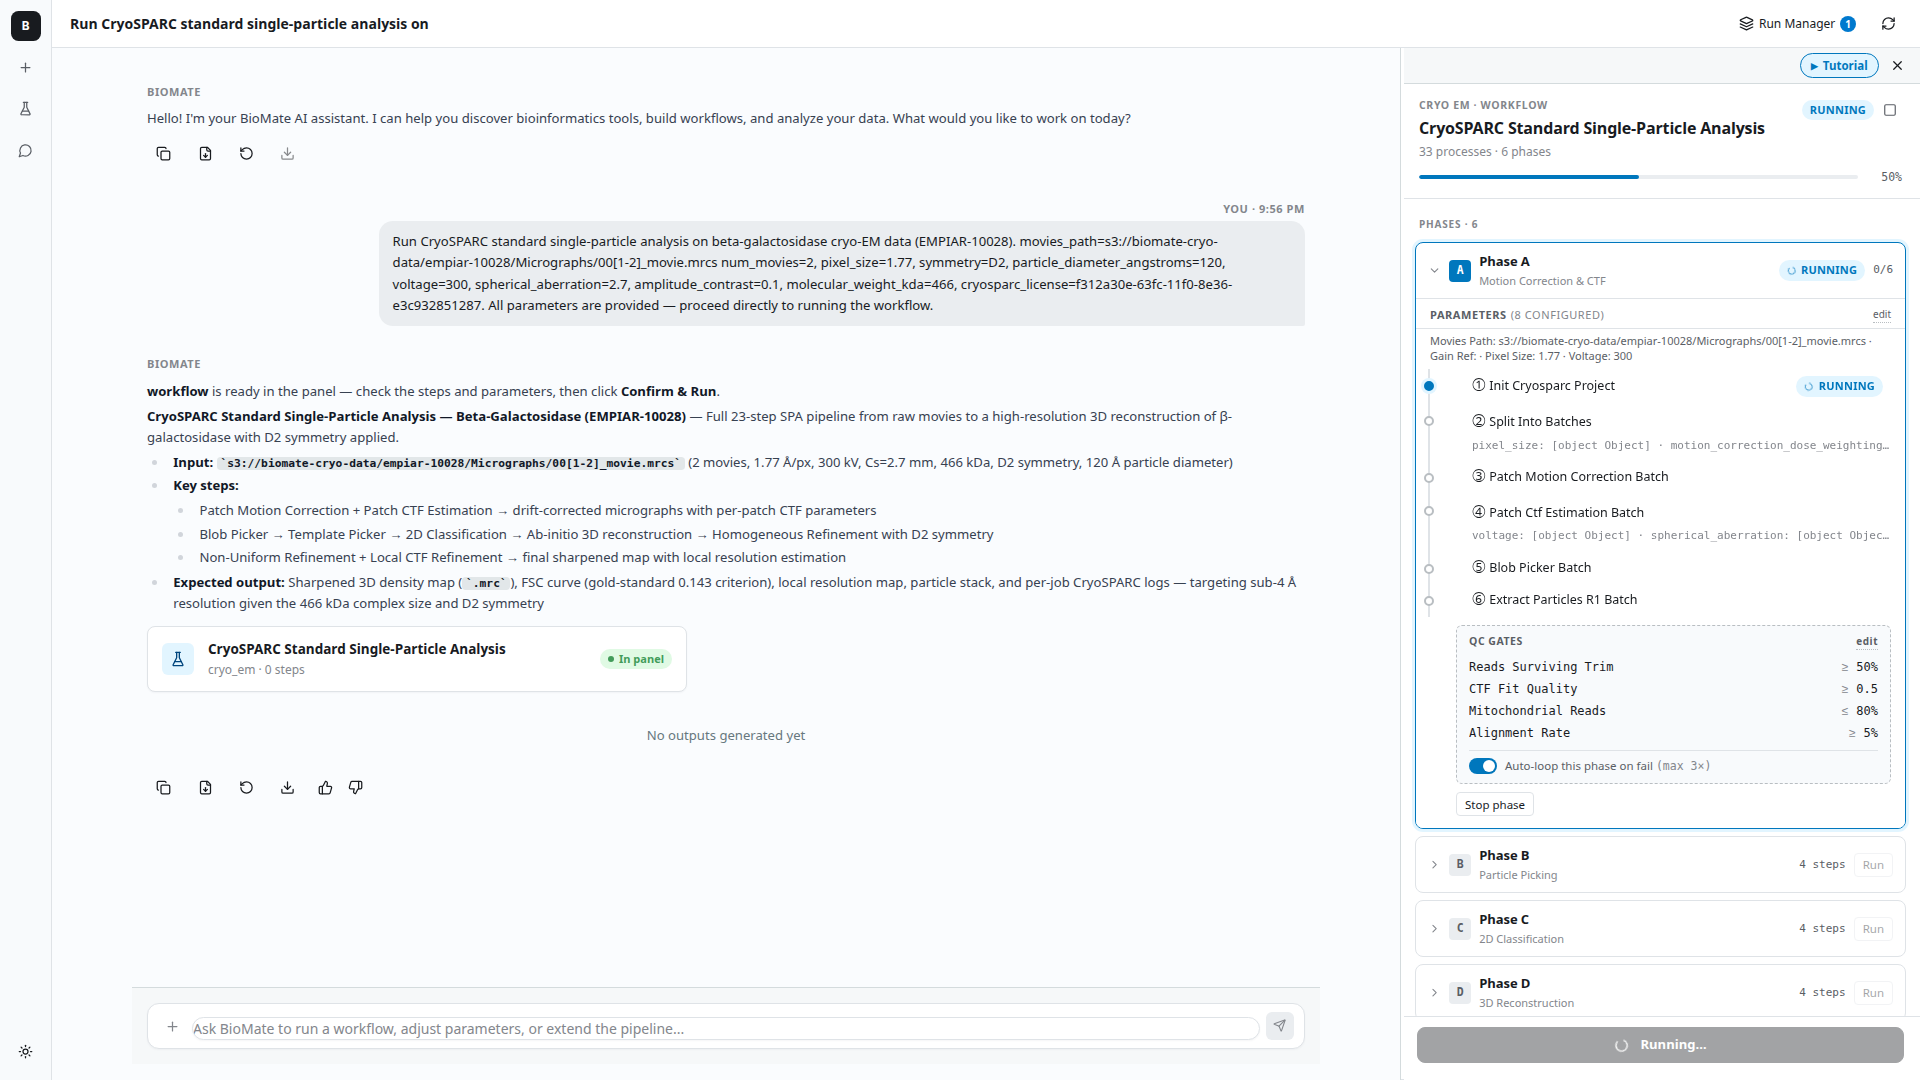 B
Run CryoSPARC standard single-particle analysis on
Run Manager 1
BIOMATE
Hello! I'm your BioMate AI assistant. I can help you discover bioinformatics tools, build workflows, and analyze your data. What would you like to work on today?
YOU · 9:56 PM
Run CryoSPARC standard single-particle analysis on beta-galactosidase cryo-EM data (EMPIAR-10028). movies_path=s3://biomate-cryo-
data/empiar-10028/Micrographs/00[1-2]_movie.mrcs num_movies=2, pixel_size=1.77, symmetry=D2, particle_diameter_angstroms=120,
voltage=300, spherical_aberration=2.7, amplitude_contrast=0.1, molecular_weight_kda=466, cryosparc_license=f312a30e-63fc-11f0-8e36-
e3c932851287. All parameters are provided — proceed directly to running the workflow.
BIOMATE
workflow is ready in the panel — check the steps and parameters, then click Confirm & Run.
CryoSPARC Standard Single-Particle Analysis — Beta-Galactosidase (EMPIAR-10028) — Full 23-step SPA pipeline from raw movies to a high-resolution 3D reconstruction of β-
galactosidase with D2 symmetry applied.
Input: `s3://biomate-cryo-data/empiar-10028/Micrographs/00[1-2]_movie.mrcs` (2 movies, 1.77 Å/px, 300 kV, Cs=2.7 mm, 466 kDa, D2 symmetry, 120 Å particle diameter)
Key steps:
Patch Motion Correction + Patch CTF Estimation → drift-corrected micrographs with per-patch CTF parameters
Blob Picker → Template Picker → 2D Classification → Ab-initio 3D reconstruction → Homogeneous Refinement with D2 symmetry
Non-Uniform Refinement + Local CTF Refinement → final sharpened map with local resolution estimation
Expected output: Sharpened 3D density map (`.mrc`), FSC curve (gold-standard 0.143 criterion), local resolution map, particle stack, and per-job CryoSPARC logs — targeting sub-4 Å
resolution given the 466 kDa complex size and D2 symmetry
CryoSPARC Standard Single-Particle Analysis
cryo_em · 0 steps
In panel
No outputs generated yet
Ask BioMate to run a workflow, adjust parameters, or extend the pipeline...
Tutorial
CRYO EM · WORKFLOW
RUNNING
CryoSPARC Standard Single-Particle Analysis
33 processes · 6 phases
50%
PHASES · 6
A
Phase A
Motion Correction & CTF
RUNNING 0/6
PARAMETERS (8 CONFIGURED)
edit
Movies Path: s3://biomate-cryo-data/empiar-10028/Micrographs/00[1-2]_movie.mrcs ·
Gain Ref: · Pixel Size: 1.77 · Voltage: 300
① Init Cryosparc Project
RUNNING
② Split Into Batches
pixel_size: [object Object] · motion_correction_dose_weighting…
③ Patch Motion Correction Batch
④ Patch Ctf Estimation Batch
voltage: [object Object] · spherical_aberration: [object Objec…
⑤ Blob Picker Batch
⑥ Extract Particles R1 Batch
QC GATES
edit
Reads Surviving Trim ≥ 50%
CTF Fit Quality ≥ 0.5
Mitochondrial Reads ≤ 80%
Alignment Rate ≥ 5%
Auto-loop this phase on fail (max 3×)
Stop phase
B
Phase B
Particle Picking
4 steps Run
C
Phase C
2D Classification
4 steps Run
D
Phase D
3D Reconstruction
4 steps Run
Running...